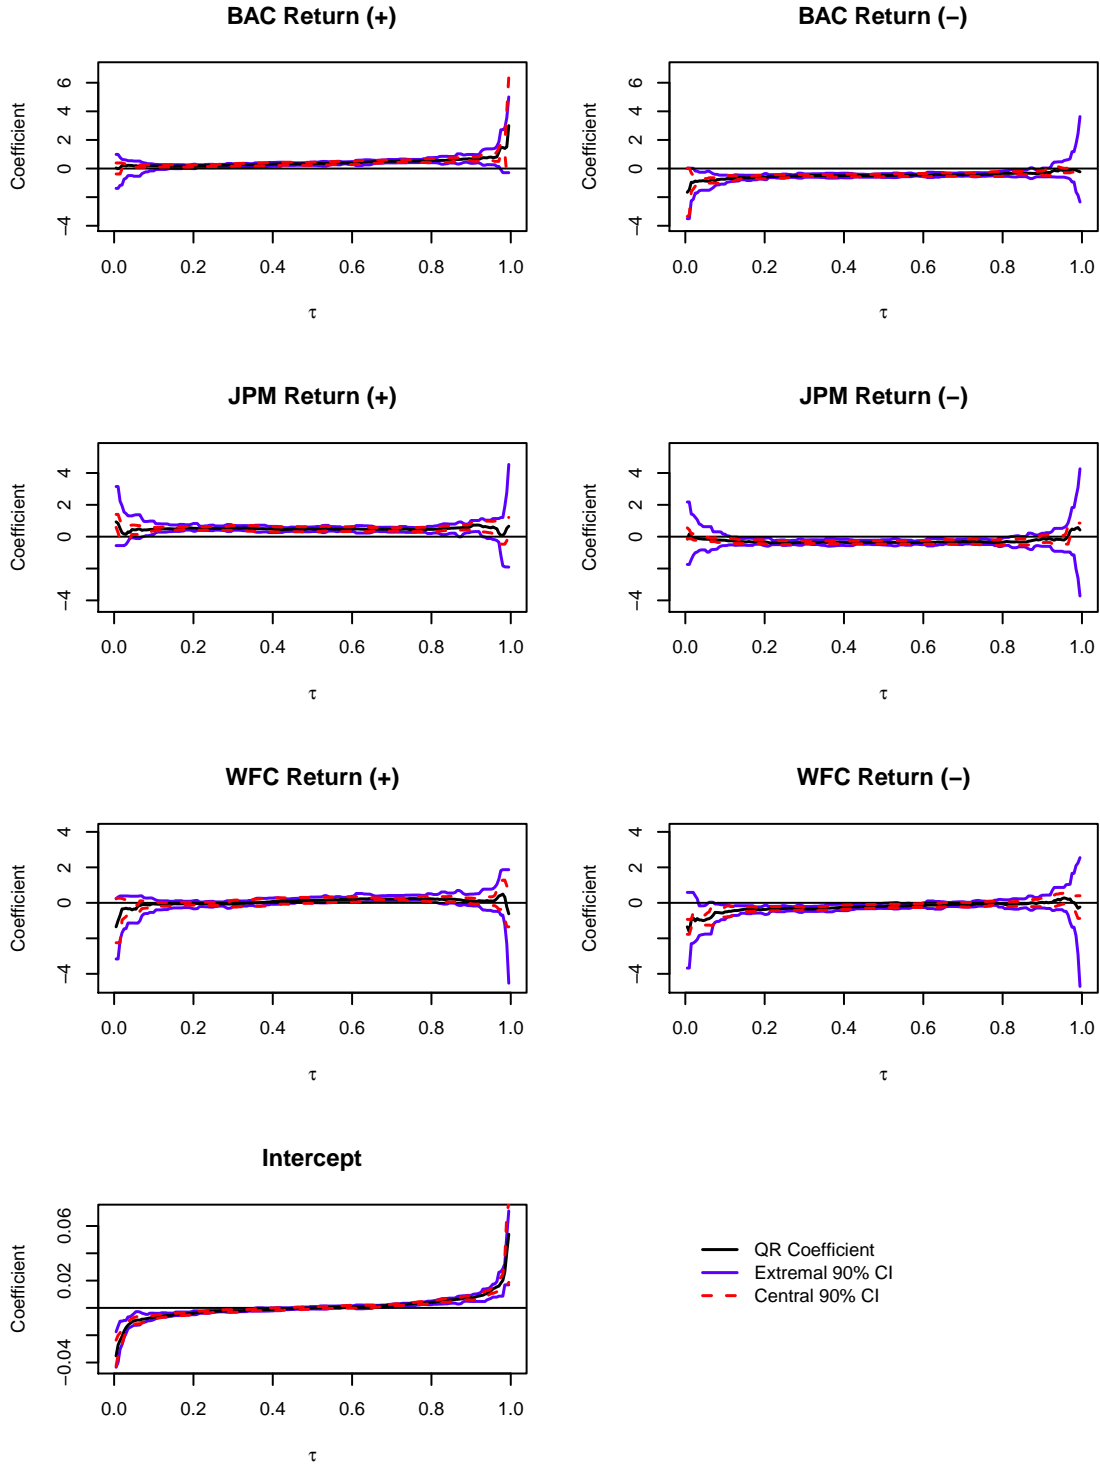 BAC Return (+)
Coefficient
−4 0 2 4 6
0.0 0.2 0.4 0.6 0.8 1.0
τ
BAC Return (−)
Coefficient
−4 0 2 4 6
0.0 0.2 0.4 0.6 0.8 1.0
τ
JPM Return (+)
Coefficient
−4 0 2 4
0.0 0.2 0.4 0.6 0.8 1.0
τ
JPM Return (−)
Coefficient
−4 0 2 4
0.0 0.2 0.4 0.6 0.8 1.0
τ
WFC Return (+)
Coefficient
−4 0 2 4
0.0 0.2 0.4 0.6 0.8 1.0
τ
WFC Return (−)
Coefficient
−4 0 2 4
0.0 0.2 0.4 0.6 0.8 1.0
τ
Intercept
Coefficient
−0.04 0.02 0.06
0.0 0.2 0.4 0.6 0.8 1.0
τ
QR Coefficient
Extremal 90% CI
Central 90% CI